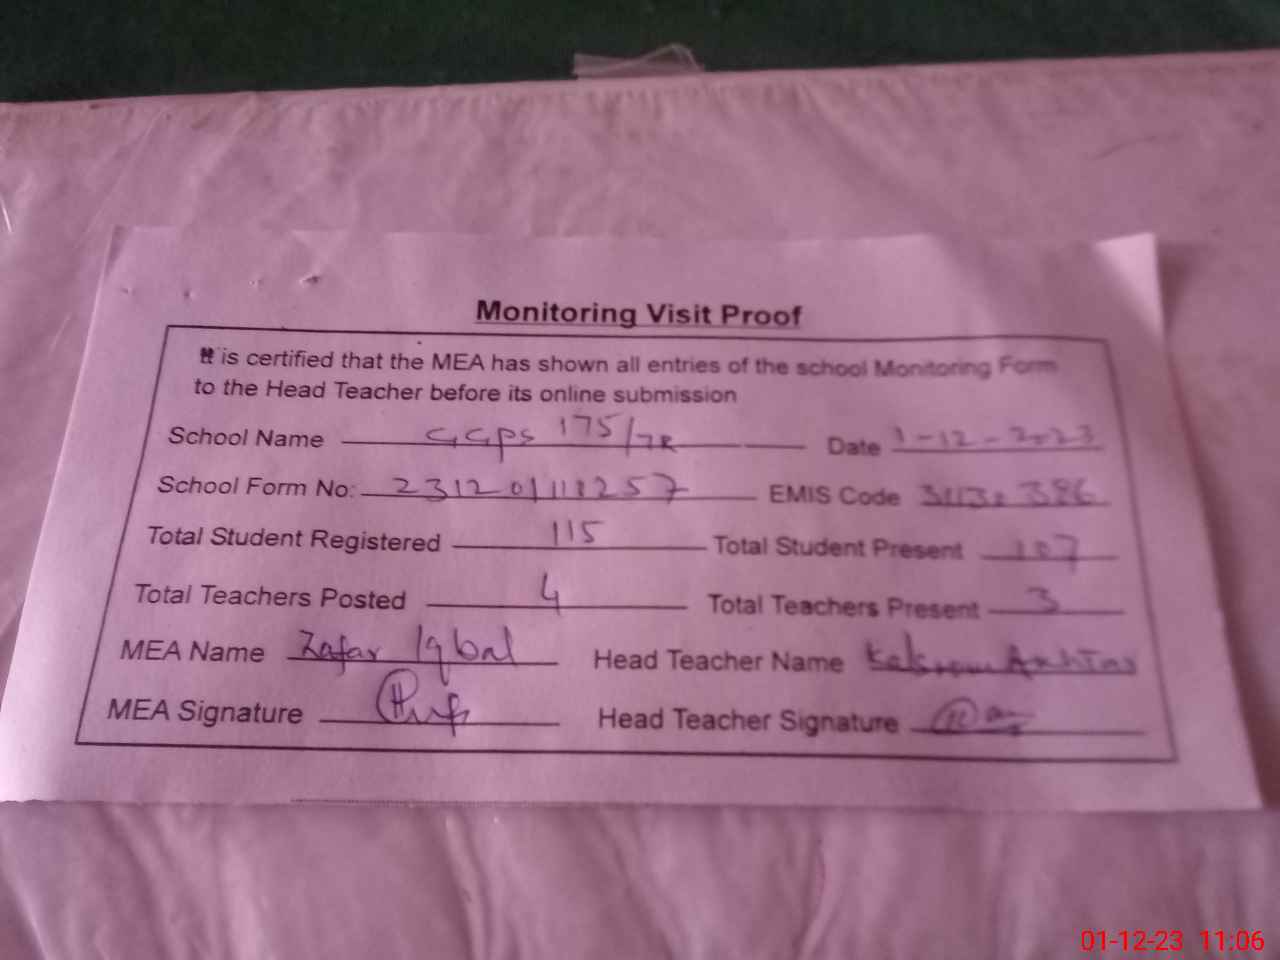 Monitoring Visit Proof
It is certified that the MEA has shown all entries of the school Monitoring Form
to the Head Teacher before its online submission
School Name GGPS 175/7R Date 1-12-2023
School Form No: 23120118257 EMIS Code
Total Student Registered 115 Total Student Present 107
Total Teachers Posted 4 Total Teachers Present 3
MEA Name Zafar Iqbal Head Teacher Name Akhtar
MEA Signature Head Teacher Signature
01-12-23 11:06